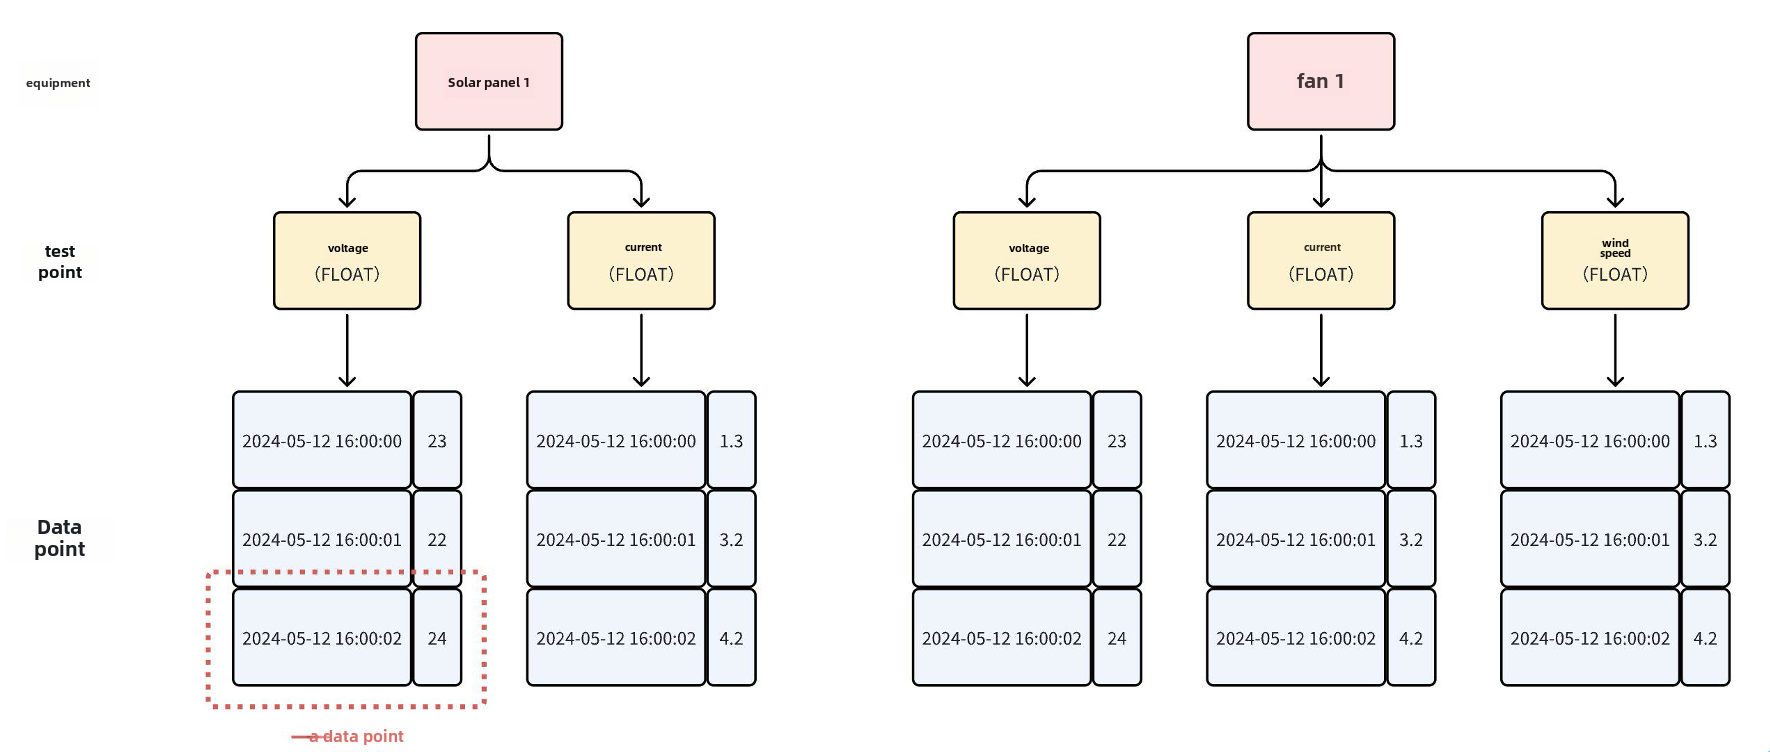 equipment
Solar panel 1
fan 1
test
point
voltage
（FLOAT）
current
（FLOAT）
voltage
（FLOAT）
current
（FLOAT）
wind
speed
（FLOAT）
Data
point
2024-05-12 16:00:00 23
2024-05-12 16:00:01 22
2024-05-12 16:00:02 24
2024-05-12 16:00:00 1.3
2024-05-12 16:00:01 3.2
2024-05-12 16:00:02 4.2
2024-05-12 16:00:00 23
2024-05-12 16:00:01 22
2024-05-12 16:00:02 24
2024-05-12 16:00:00 1.3
2024-05-12 16:00:01 3.2
2024-05-12 16:00:02 4.2
2024-05-12 16:00:00 1.3
2024-05-12 16:00:01 3.2
2024-05-12 16:00:02 4.2
a data point